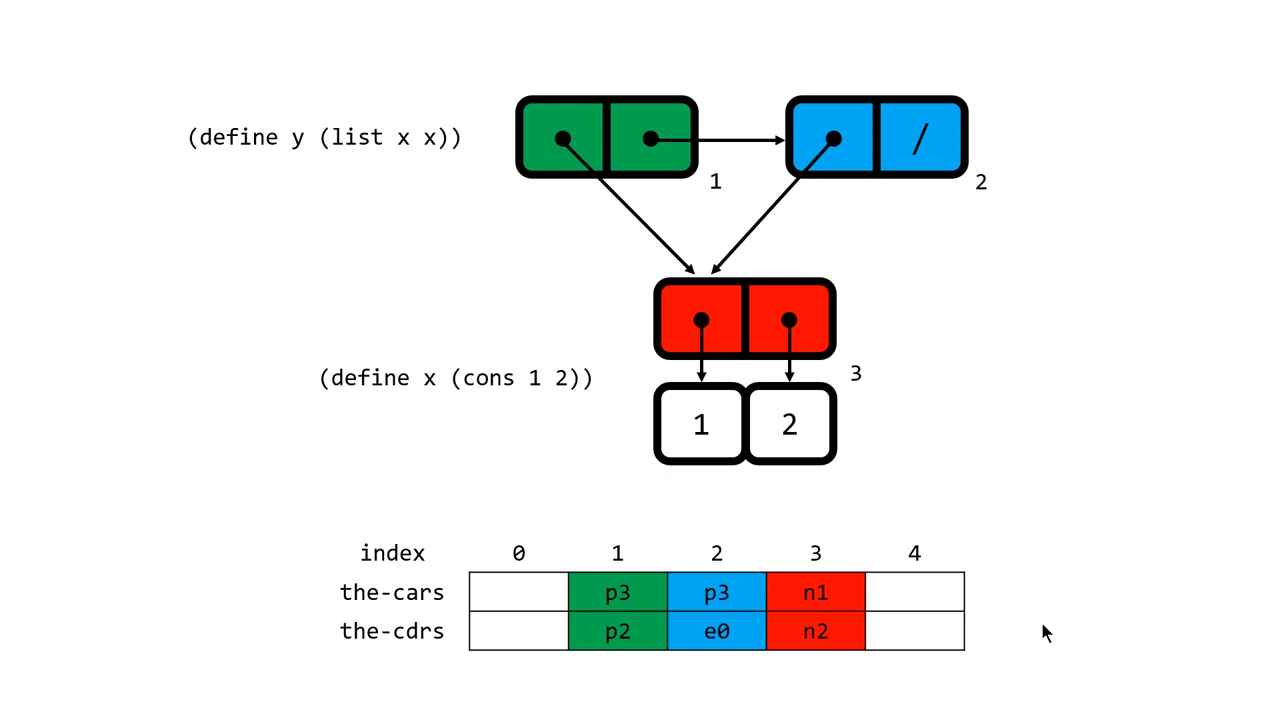 (define y (list x x))
/
1
2
(define x (cons 1 2))
3
1 2
index 0 1 2 3 4
the-cars p3 p3 n1
the-cdrs p2 e0 n2